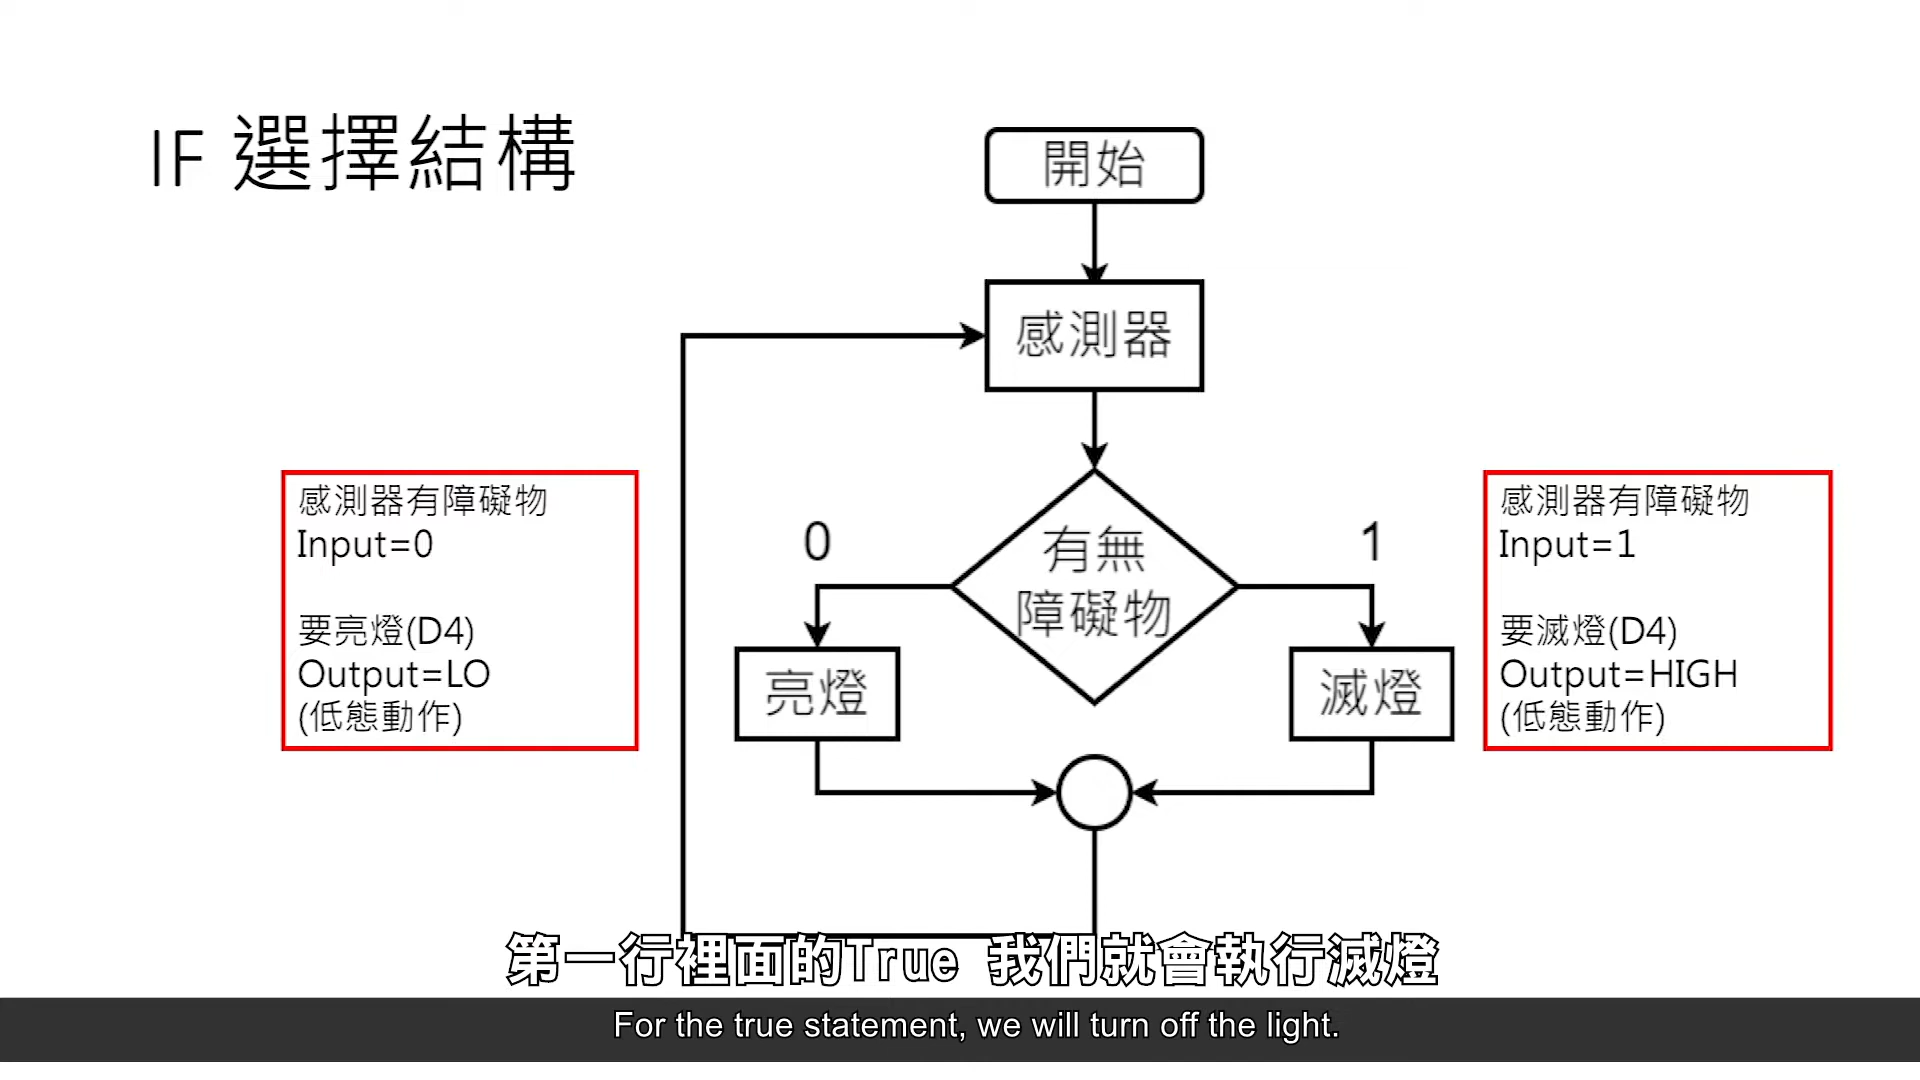 IF 選擇結構
開始
感測器
有無
障礙物
0
1
亮燈
滅燈
感測器有障礙物
Input=0
要亮燈(D4)
Output=LO
(低態動作)
感測器有障礙物
Input=1
要滅燈(D4)
Output=HIGH
(低態動作)
第一行裡面的True 我們就會執行滅燈
For the true statement, we will turn off the light.